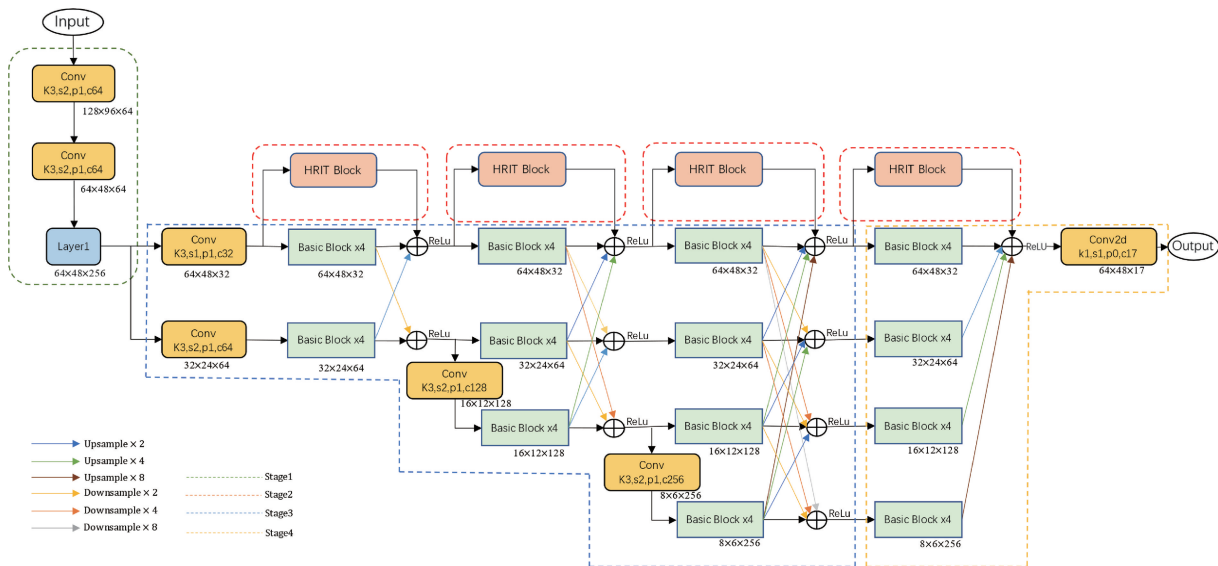 Input
Conv
K3,s2,p1,c64
128×96×64
Conv
K3,s2,p1,c64
64×48×64
Layer1
64×48×256
HRIT Block
HRIT Block
HRIT Block
HRIT Block
Conv
K3,s1,p1,c32
64×48×32
Basic Block x4
64×48×32
ReLu
Basic Block x4
64×48×32
ReLu
Basic Block x4
64×48×32
ReLu
Basic Block x4
64×48×32
ReLU
Conv2d
k1,s1,p0,c17
64×48×17
Output
Conv
K3,s2,p1,c64
32×24×64
Basic Block x4
32×24×64
ReLu
Basic Block x4
32×24×64
ReLu
Basic Block x4
32×24×64
ReLu
Basic Block x4
32×24×64
Conv
K3,s2,p1,c128
16×12×128
Basic Block x4
16×12×128
ReLu
Basic Block x4
16×12×128
ReLu
Basic Block x4
16×12×128
Conv
K3,s2,p1,c256
8×6×256
Basic Block x4
8×6×256
ReLu
Basic Block x4
8×6×256
Upsample × 2
Upsample × 4
Upsample × 8
Downsample × 2
Downsample × 4
Downsample × 8
Stage1
Stage2
Stage3
Stage4